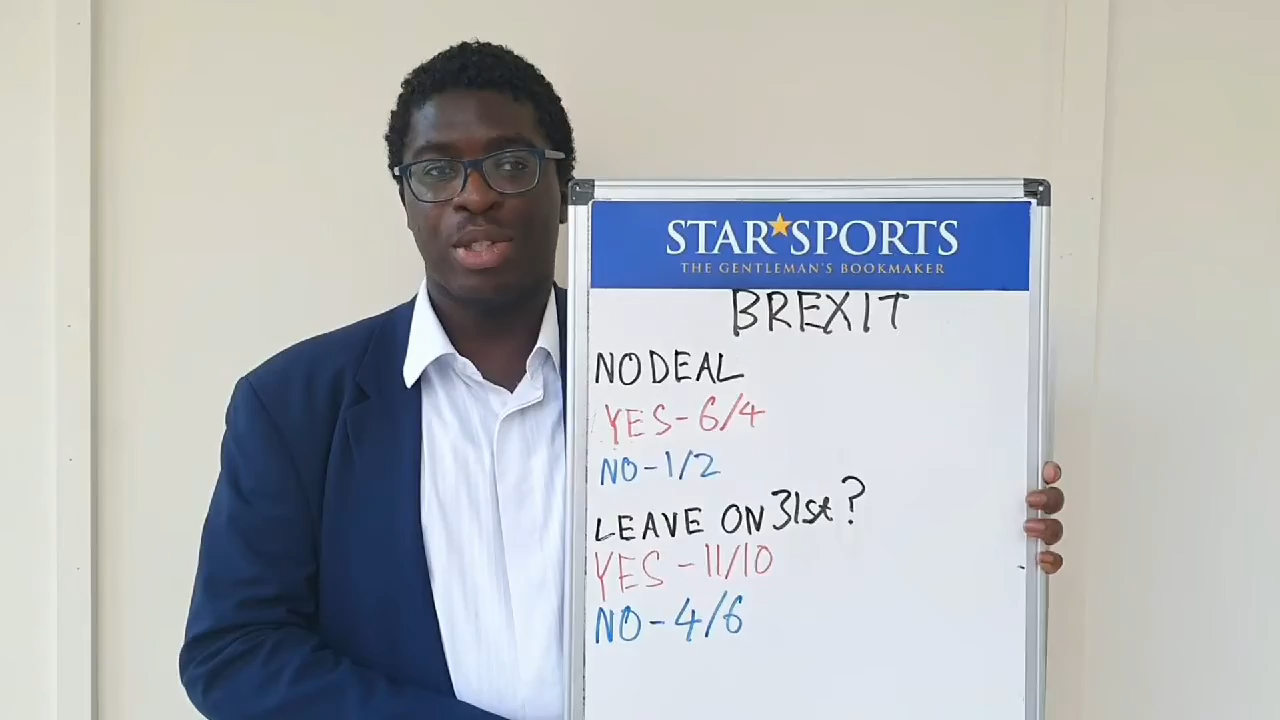 STAR SPORTS
THE GENTLEMAN'S BOOKMAKER
BREXIT
NO DEAL
YES - 6/4
NO - 1/2
LEAVE ON 31st?
YES - 11/10
NO - 4/6